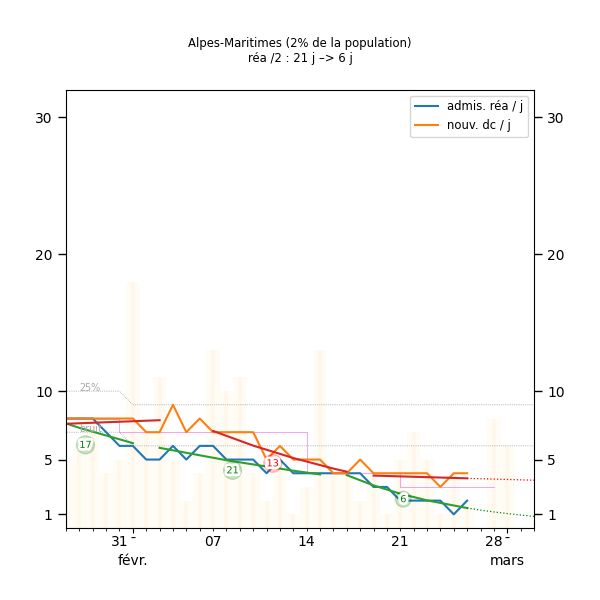 Alpes-Maritimes (2% de la population)
réa /2 : 21 j –> 6 j
admis. réa / j
nouv. dc / j
30 30
20 20
10 10
5 5
1 1
25%
17
21
13
6
31 - 07 14 21 28 -
févr. mars